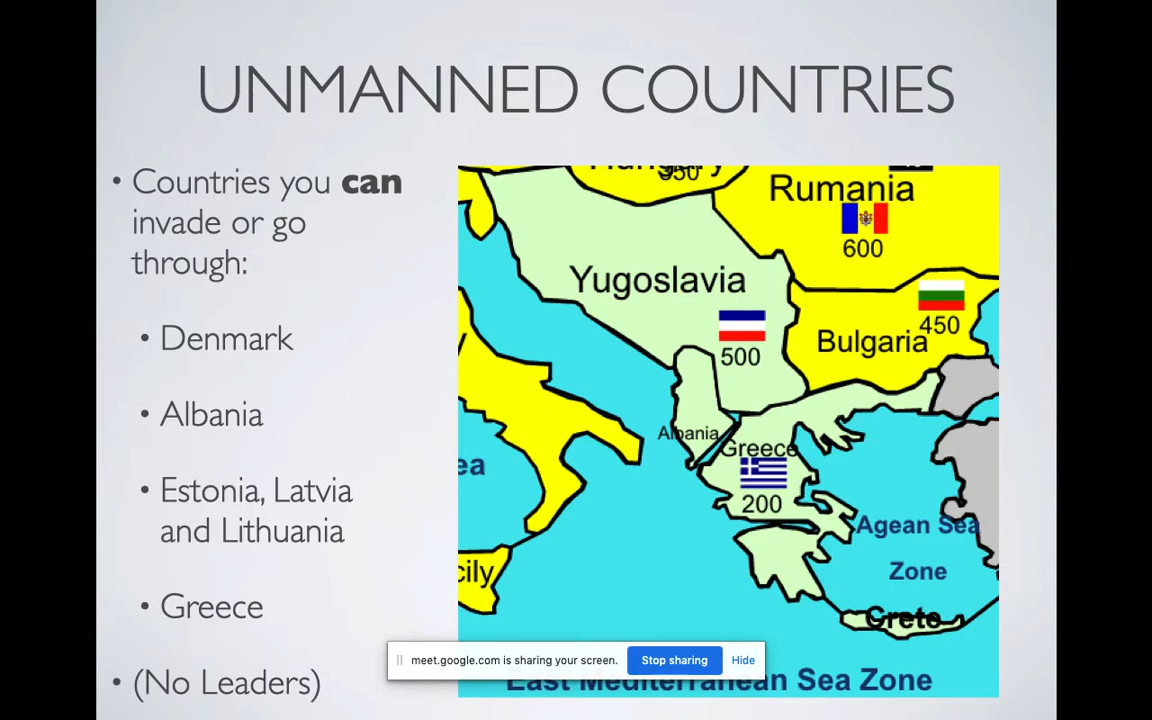 UNMANNED COUNTRIES
• Countries you can
invade or go
through:
• Denmark
• Albania
• Estonia, Latvia
and Lithuania
• Greece
• (No Leaders)
Hungary
350
Rumania
600
Yugoslavia
500
450
Bulgaria
Albania
Greece
200
ea
Agean Sea
Zone
cily
Crete
East Mediterranean Sea Zone
meet.google.com is sharing your screen.
Stop sharing
Hide